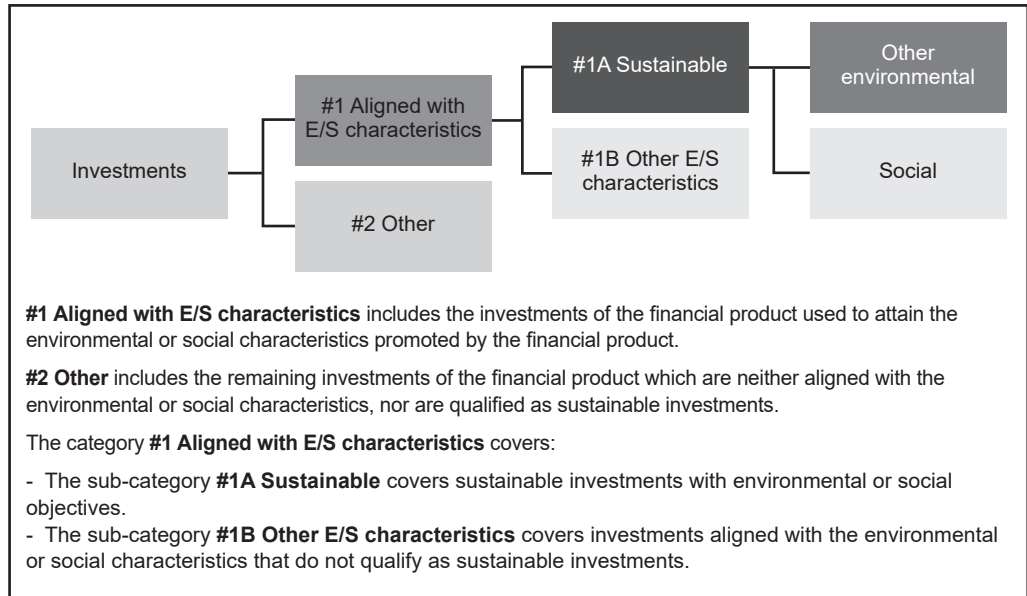 Investments
#1 Aligned with
E/S characteristics
#2 Other
#1A Sustainable
#1B Other E/S
characteristics
Other
environmental
Social
#1 Aligned with E/S characteristics includes the investments of the financial product used to attain the
environmental or social characteristics promoted by the financial product.
#2 Other includes the remaining investments of the financial product which are neither aligned with the
environmental or social characteristics, nor are qualified as sustainable investments.
The category #1 Aligned with E/S characteristics covers:
- The sub-category #1A Sustainable covers sustainable investments with environmental or social
objectives.
- The sub-category #1B Other E/S characteristics covers investments aligned with the environmental
or social characteristics that do not qualify as sustainable investments.